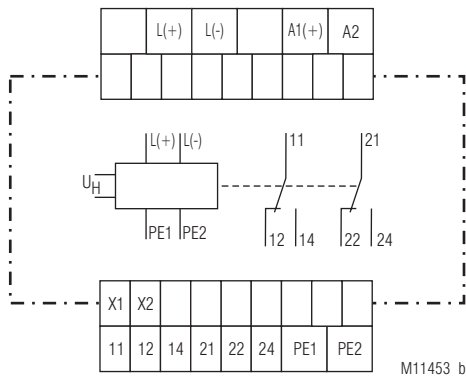 L(+) L(-) A1(+) A2
L(+) L(-) 11 21
UH
PE1 PE2 12 14 22 24
X1 X2
11 12 14 21 22 24 PE1 PE2
M11453_b